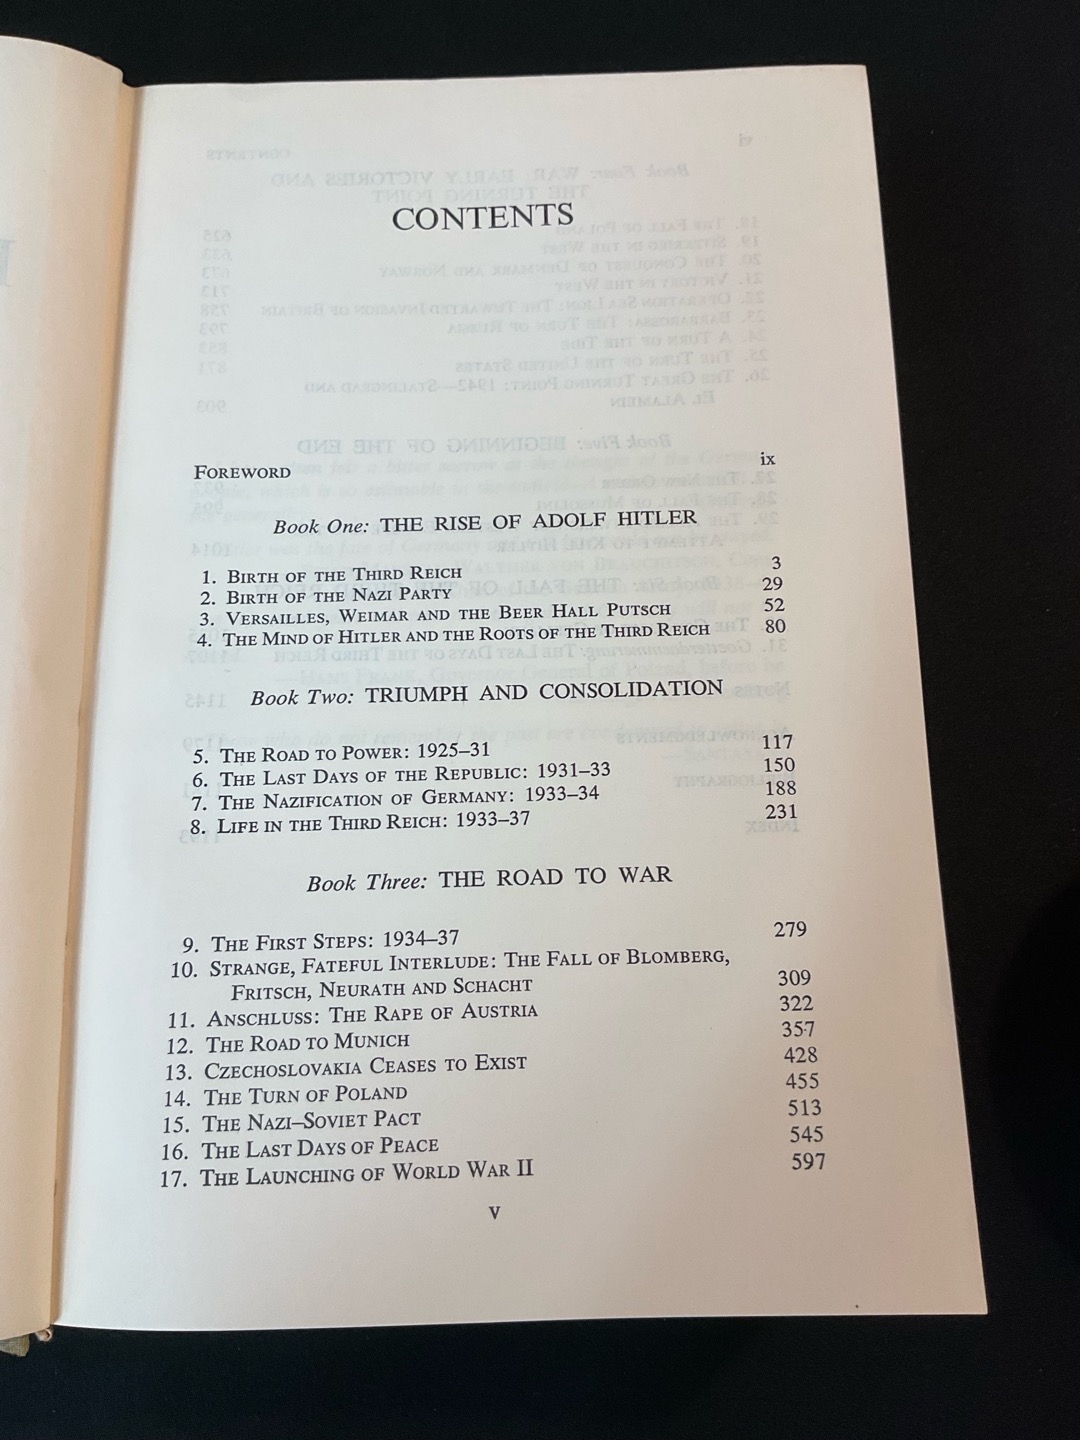 CONTENTS
FOREWORD ix
Book One: THE RISE OF ADOLF HITLER
1. BIRTH OF THE THIRD REICH 3
2. BIRTH OF THE NAZI PARTY 29
3. VERSAILLES, WEIMAR AND THE BEER HALL PUTSCH 52
4. THE MIND OF HITLER AND THE ROOTS OF THE THIRD REICH 80
Book Two: TRIUMPH AND CONSOLIDATION
5. THE ROAD TO POWER: 1925–31 117
6. THE LAST DAYS OF THE REPUBLIC: 1931–33 150
7. THE NAZIFICATION OF GERMANY: 1933–34 188
8. LIFE IN THE THIRD REICH: 1933–37 231
Book Three: THE ROAD TO WAR
9. THE FIRST STEPS: 1934–37 279
10. STRANGE, FATEFUL INTERLUDE: THE FALL OF BLOMBERG,
FRITSCH, NEURATH AND SCHACHT 309
11. ANSCHLUSS: THE RAPE OF AUSTRIA 322
12. THE ROAD TO MUNICH 357
13. CZECHOSLOVAKIA CEASES TO EXIST 428
14. THE TURN OF POLAND 455
15. THE NAZI–SOVIET PACT 513
16. THE LAST DAYS OF PEACE 545
17. THE LAUNCHING OF WORLD WAR II 597
v